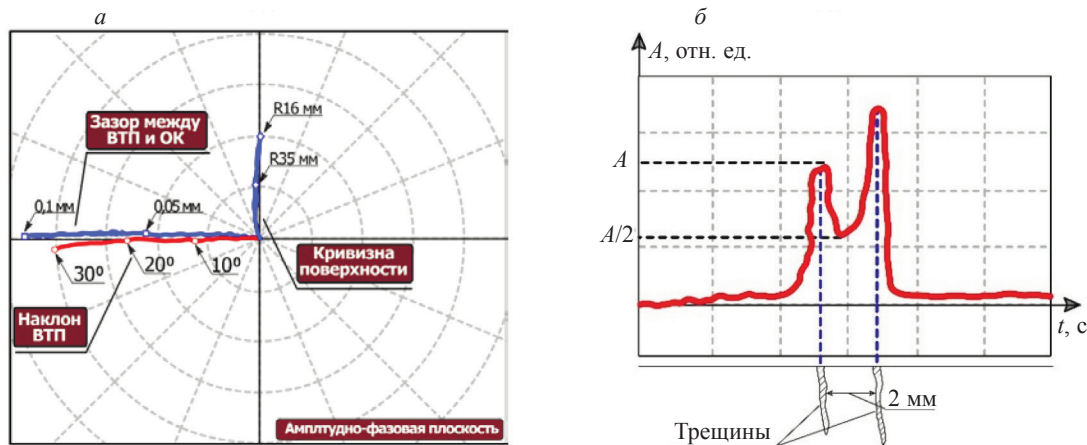 а
R16 мм
Зазор между
ВТП и ОК
R35 мм
0,1 мм
0,05 мм
Кривизна
поверхности
30⁰
20⁰
10⁰
Наклон
ВТП
Амплтудно-фазовая плоскость
б
A, отн. ед.
A
A/2
t, с
2 мм
Трещины